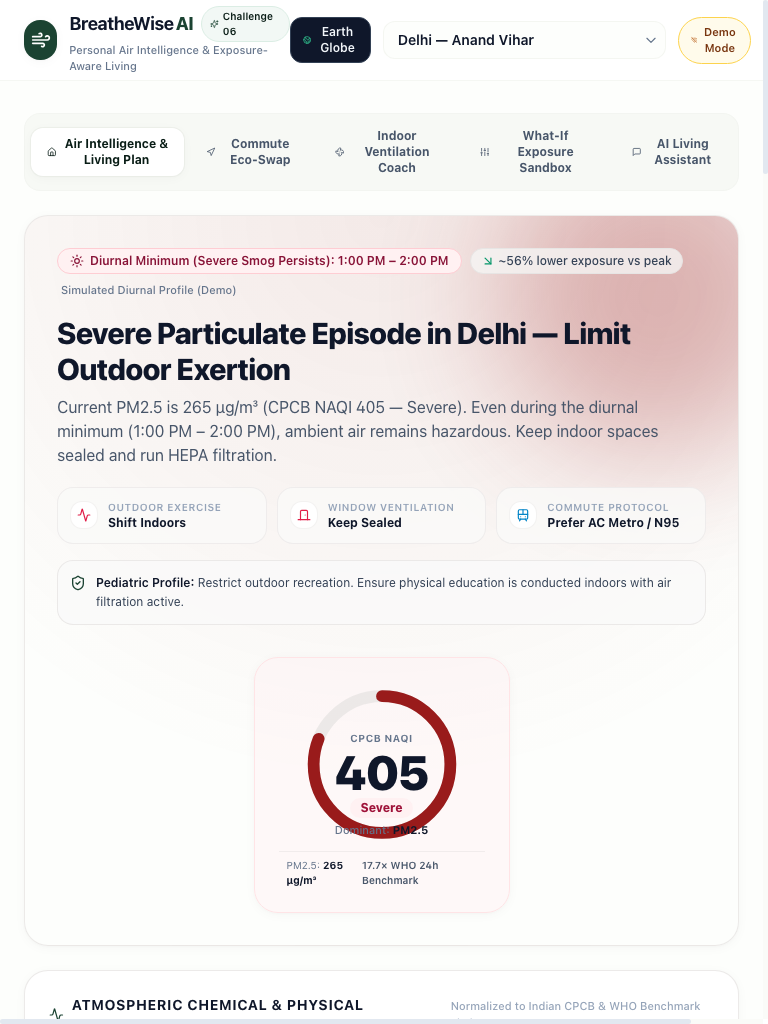 BreatheWise AI
Challenge
06
Personal Air Intelligence & Exposure-
Aware Living
Earth
Globe
Delhi — Anand Vihar
Demo
Mode
Air Intelligence &
Living Plan
Commute
Eco-Swap
Indoor
Ventilation
Coach
What-If
Exposure
Sandbox
AI Living
Assistant
Diurnal Minimum (Severe Smog Persists): 1:00 PM – 2:00 PM
~56% lower exposure vs peak
Simulated Diurnal Profile (Demo)
Severe Particulate Episode in Delhi — Limit
Outdoor Exertion
Current PM2.5 is 265 µg/m³ (CPCB NAQI 405 — Severe). Even during the diurnal
minimum (1:00 PM – 2:00 PM), ambient air remains hazardous. Keep indoor spaces
sealed and run HEPA filtration.
OUTDOOR EXERCISE
Shift Indoors
WINDOW VENTILATION
Keep Sealed
COMMUTE PROTOCOL
Prefer AC Metro / N95
Pediatric Profile: Restrict outdoor recreation. Ensure physical education is conducted indoors with air
filtration active.
CPCB NAQI
405
Severe
Dominant: PM2.5
PM2.5: 265
µg/m³
17.7× WHO 24h
Benchmark
ATMOSPHERIC CHEMICAL & PHYSICAL
Normalized to Indian CPCB & WHO Benchmark